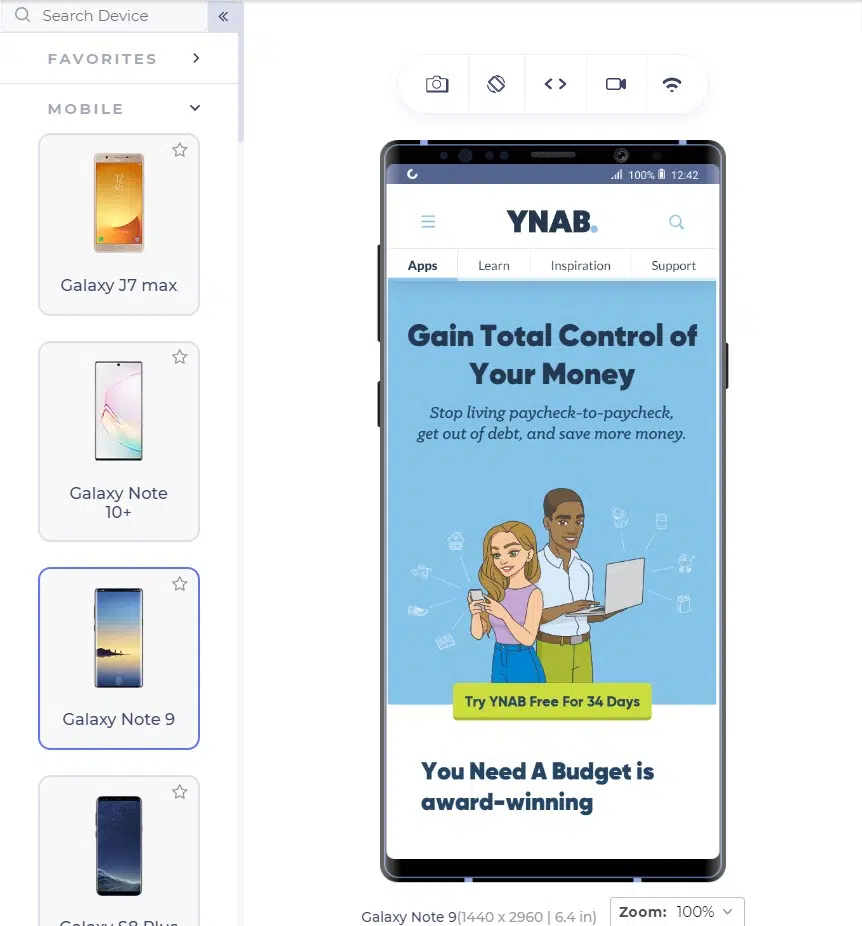 Search Device
FAVORITES
MOBILE
Galaxy J7 max
Galaxy Note
10+
Galaxy Note 9
Galaxy S8 Plus
100% 12:42
YNAB.
Apps Learn Inspiration Support
Gain Total Control of
Your Money
Stop living paycheck-to-paycheck,
get out of debt, and save more money.
Try YNAB Free For 34 Days
You Need A Budget is
award-winning
Galaxy Note 9(1440 x 2960 | 6.4 in) Zoom: 100%